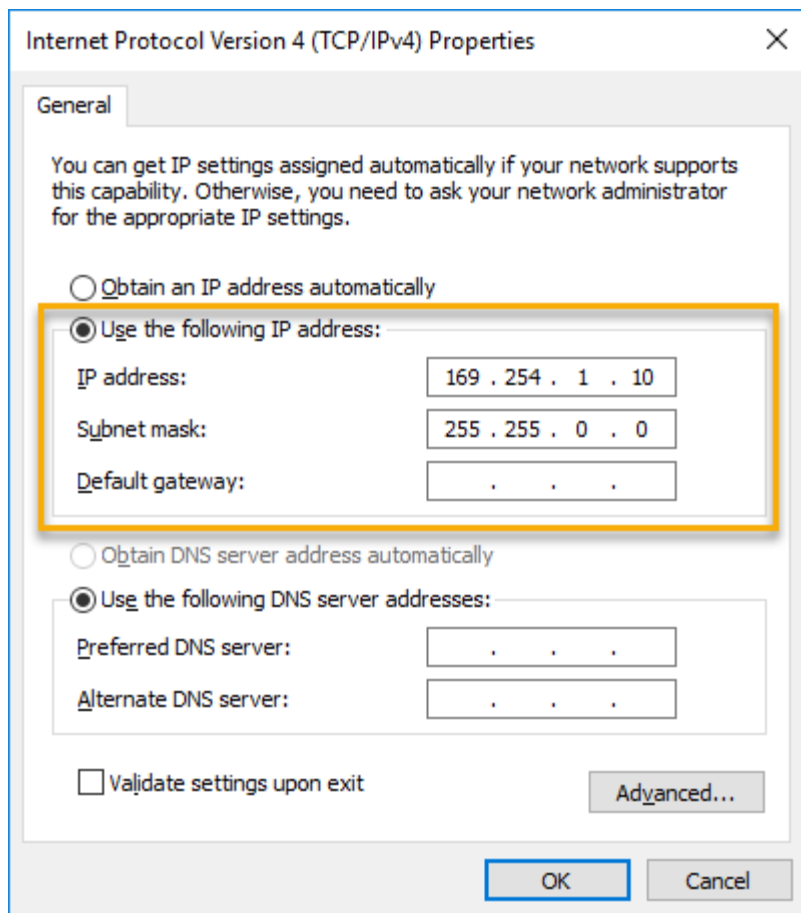 Internet Protocol Version 4 (TCP/IPv4) Properties
General
You can get IP settings assigned automatically if your network supports
this capability. Otherwise, you need to ask your network administrator
for the appropriate IP settings.
Obtain an IP address automatically
Use the following IP address:
IP address: 169 . 254 . 1 . 10
Subnet mask: 255 . 255 . 0 . 0
Default gateway: . . .
Obtain DNS server address automatically
Use the following DNS server addresses:
Preferred DNS server: . . .
Alternate DNS server: . . .
Validate settings upon exit
Advanced...
OK Cancel